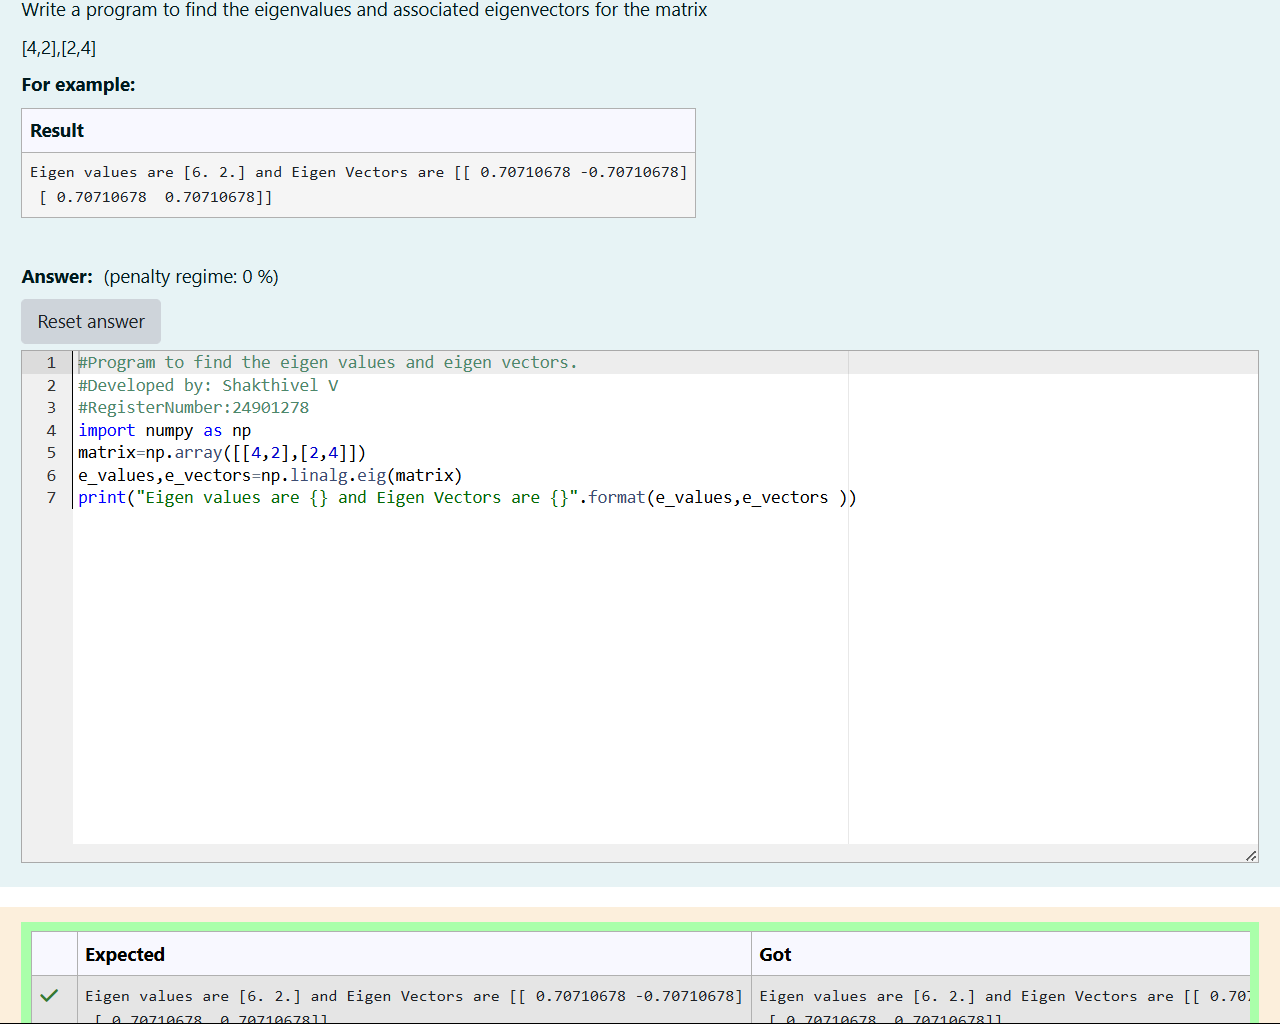 Write a program to find the eigenvalues and associated eigenvectors for the matrix
[4,2],[2,4]
For example:
Result
Eigen values are [6. 2.] and Eigen Vectors are [[ 0.70710678 -0.70710678]
 [ 0.70710678  0.70710678]]
Answer: (penalty regime: 0 %)
Reset answer
1 #Program to find the eigen values and eigen vectors.
2 #Developed by: Shakthivel V
3 #RegisterNumber:24901278
4 import numpy as np
5 matrix=np.array([[4,2],[2,4]])
6 e_values,e_vectors=np.linalg.eig(matrix)
7 print("Eigen values are {} and Eigen Vectors are {}".format(e_values,e_vectors ))
Expected Got
Eigen values are [6. 2.] and Eigen Vectors are [[ 0.70710678 -0.70710678] Eigen values are [6. 2.] and Eigen Vectors are [[ 0.707
[ 0.70710678  0.70710678]] [ 0.70710678  0.70710678]]